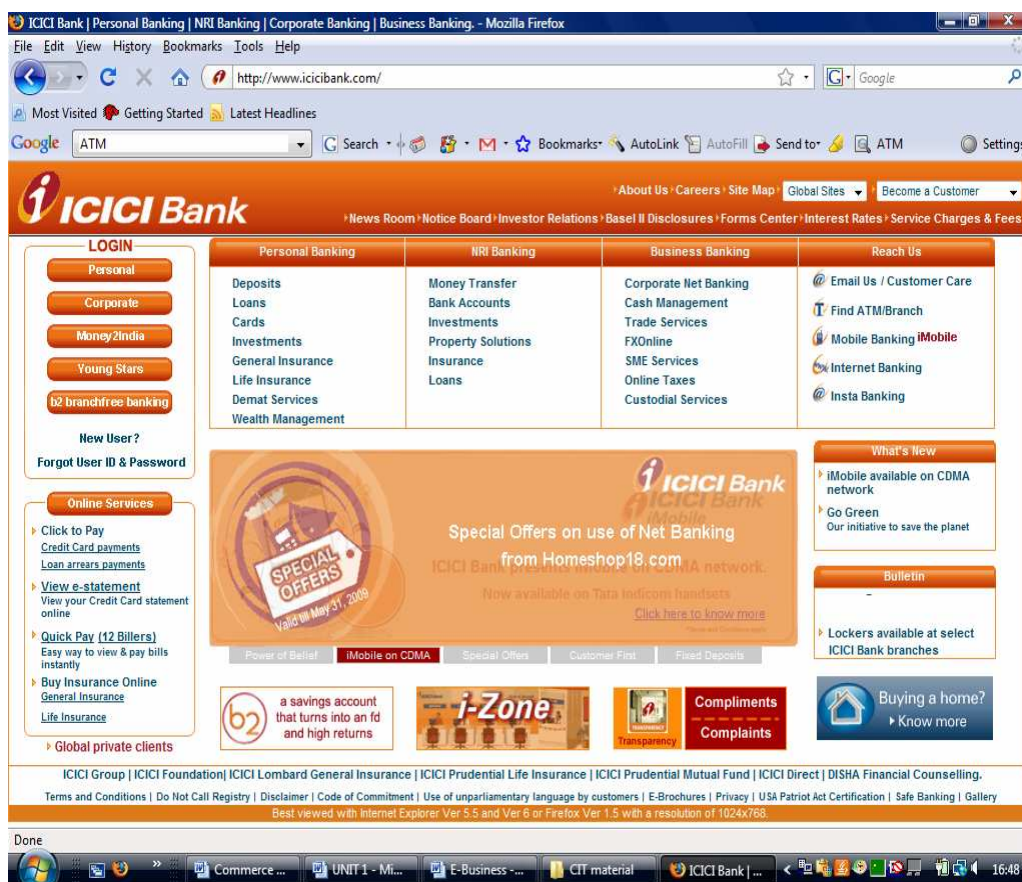 ICICI Bank | Personal Banking | NRI Banking | Corporate Banking | Business Banking. - Mozilla Firefox
File Edit View History Bookmarks Tools Help
http://www.icicibank.com/
Google
Most Visited Getting Started Latest Headlines
Google ATM Search Bookmarks AutoLink AutoFill Send to ATM Settings
ICICI Bank
About Us Careers Site Map Global Sites Become a Customer
News Room Notice Board Investor Relations Basel II Disclosures Forms Center Interest Rates Service Charges & Fees
LOGIN
Personal
Corporate
Money2India
Young Stars
b2 branchfree banking
New User?
Forgot User ID & Password
Personal Banking
Deposits
Loans
Cards
Investments
General Insurance
Life Insurance
Demat Services
Wealth Management
NRI Banking
Money Transfer
Bank Accounts
Investments
Property Solutions
Insurance
Loans
Business Banking
Corporate Net Banking
Cash Management
Trade Services
FXOnline
SME Services
Online Taxes
Custodial Services
Reach Us
Email Us / Customer Care
Find ATM/Branch
Mobile Banking iMobile
Internet Banking
Insta Banking
Online Services
Click to Pay
Credit Card payments
Loan arrears payments
View e-statement
View your Credit Card statement
online
Quick Pay (12 Billers)
Easy way to view & pay bills
instantly
Buy Insurance Online
General Insurance
Life Insurance
Global private clients
SPECIAL
OFFERS
Valid till May 31, 2009
ICICI Bank
ICICI Bank
iMobile
Special Offers on use of Net Banking
from Homeshop18.com
ICICI Bank presents iMobile on CDMA network.
Now available on Tata Indicom handsets
Click here to know more
Power of Belief iMobile on CDMA Special Offers Customer First Fixed Deposits
What's New
iMobile available on CDMA
network
Go Green
Our initiative to save the planet
Bulletin
Lockers available at select
ICICI Bank branches
b2
a savings account
that turns into an fd
and high returns
i-Zone
Transparency
Compliments
Complaints
Buying a home?
Know more
ICICI Group | ICICI Foundation| ICICI Lombard General Insurance | ICICI Prudential Life Insurance | ICICI Prudential Mutual Fund | ICICI Direct | DISHA Financial Counselling.
Terms and Conditions | Do Not Call Registry | Disclaimer | Code of Commitment | Use of unparliamentary language by customers | E-Brochures | Privacy | USA Patriot Act Certification | Safe Banking | Gallery
Best viewed with Internet Explorer Ver 5.5 and Ver 6 or Firefox Ver 1.5 with a resolution of 1024x768.
Done
Commerce ... UNIT 1 - Mi... E-Business -... CIT material ICICI Bank | ... 16:48